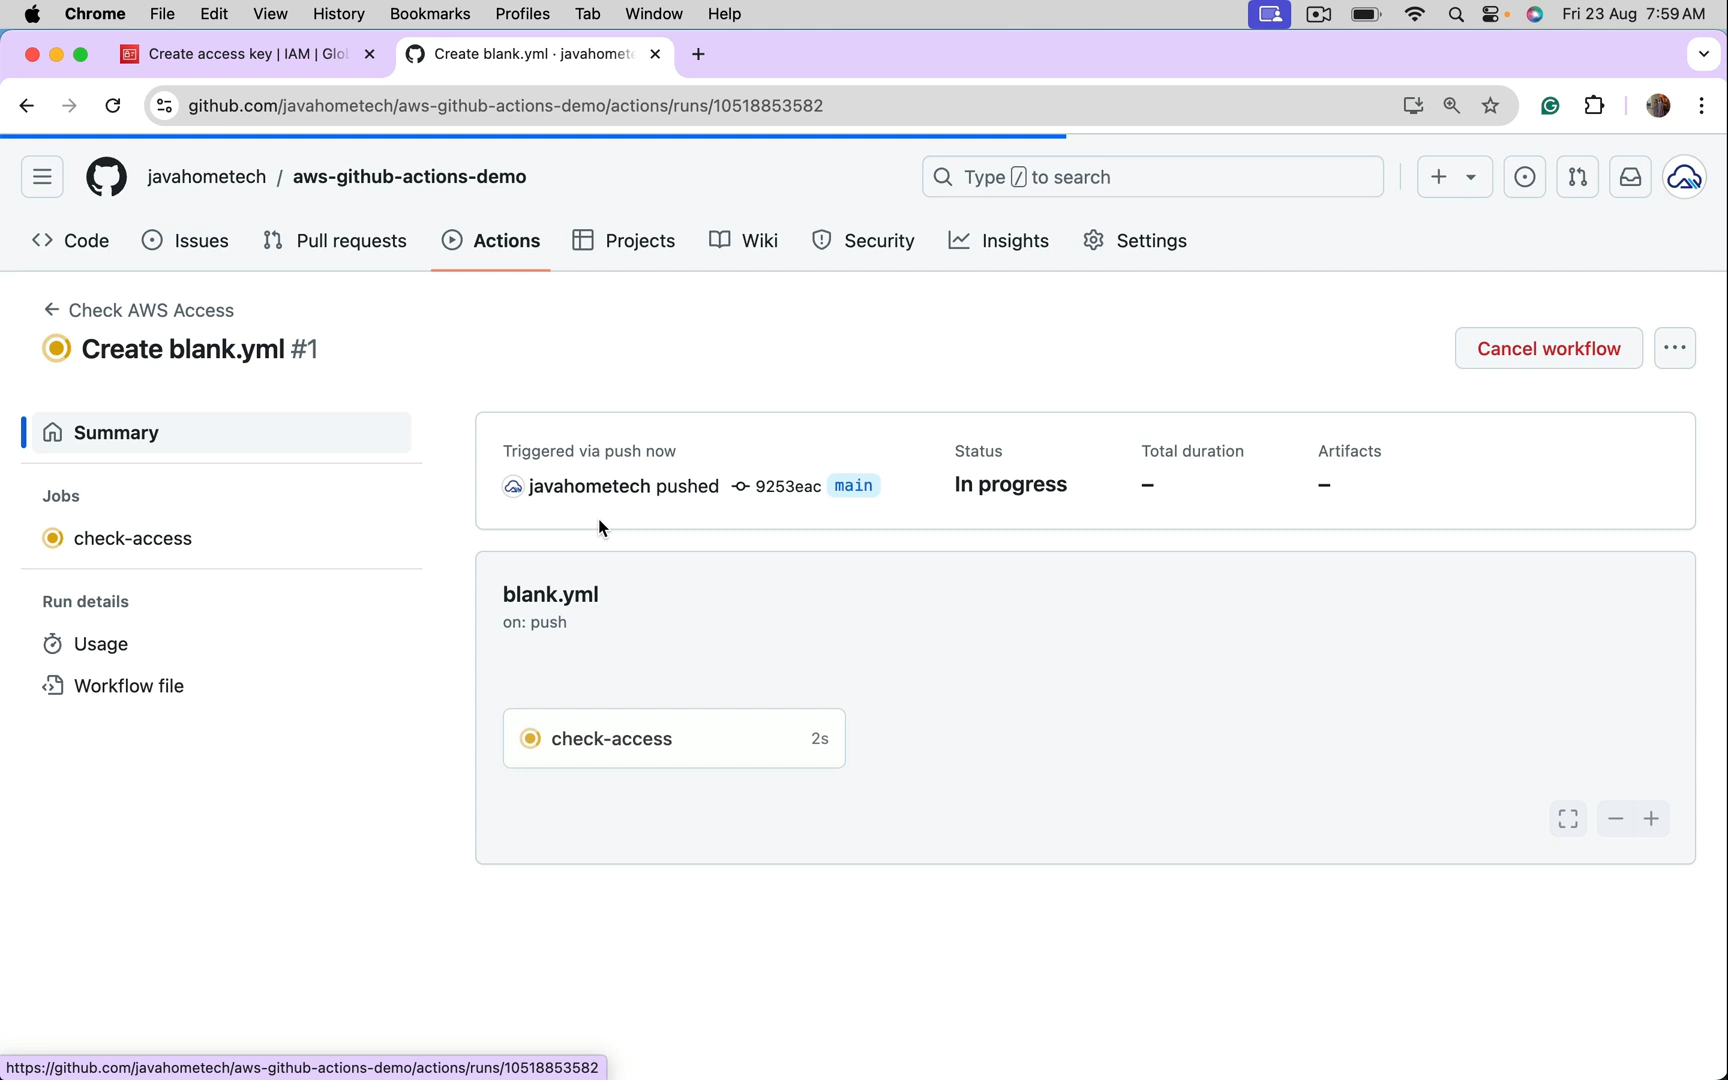 Chrome File Edit View History Bookmarks Profiles Tab Window Help Fri 23 Aug 7:59 AM
Create access key | IAM | Glo Create blank.yml · javahomete
github.com/javahometech/aws-github-actions-demo/actions/runs/10518853582
javahometech / aws-github-actions-demo Type / to search
Code Issues Pull requests Actions Projects Wiki Security Insights Settings
Check AWS Access
Create blank.yml #1 Cancel workflow
Summary
Jobs
check-access
Run details
Usage
Workflow file
Triggered via push now Status Total duration Artifacts
javahometech pushed 9253eac main In progress – –
blank.yml
on: push
check-access 2s
https://github.com/javahometech/aws-github-actions-demo/actions/runs/10518853582